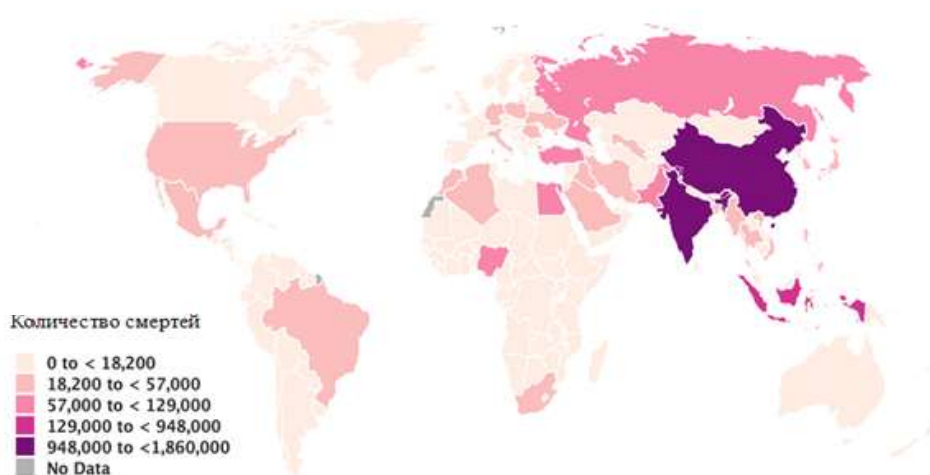 Количество смертей
0 to < 18,200
18,200 to < 57,000
57,000 to < 129,000
129,000 to < 948,000
948,000 to <1,860,000
No Data